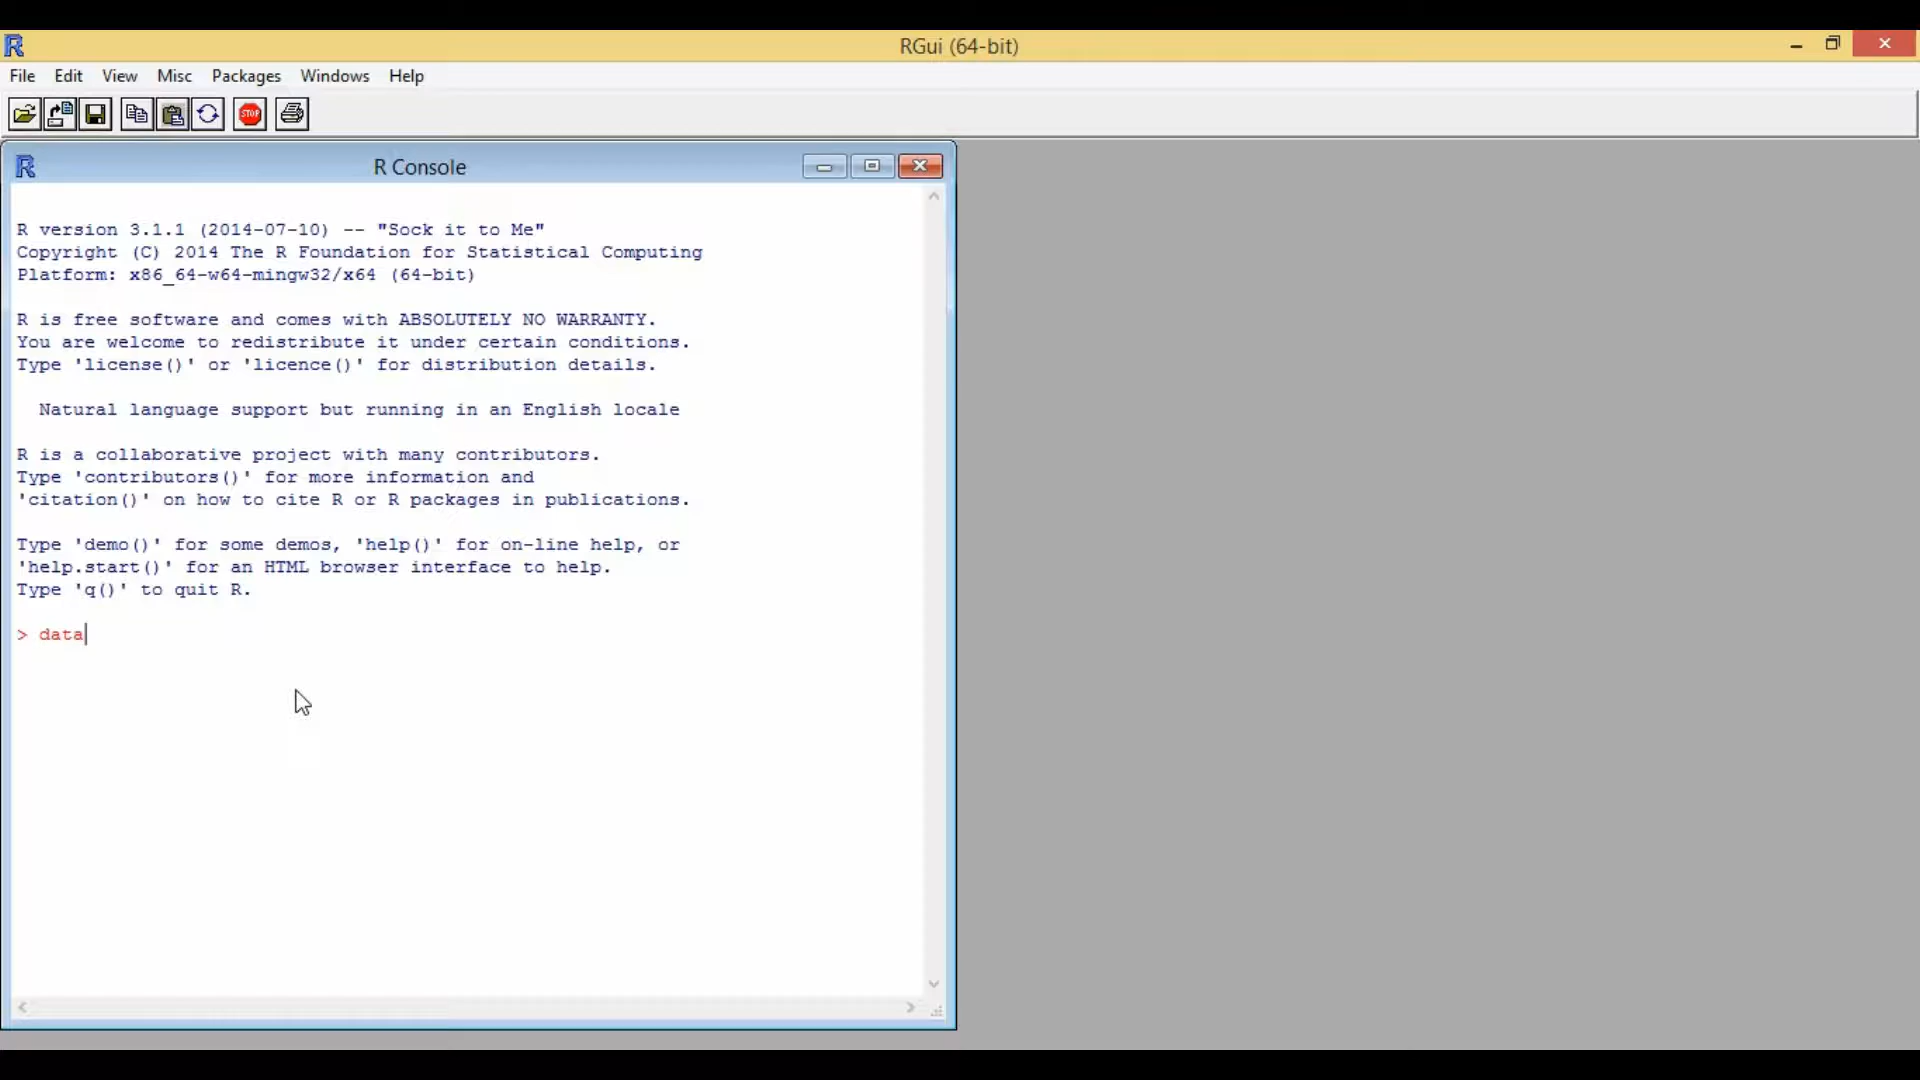 RGui (64-bit)
File Edit View Misc Packages Windows Help
STOP
R Console
R version 3.1.1 (2014-07-10) -- "Sock it to Me"
Copyright (C) 2014 The R Foundation for Statistical Computing
Platform: x86_64-w64-mingw32/x64 (64-bit)
R is free software and comes with ABSOLUTELY NO WARRANTY.
You are welcome to redistribute it under certain conditions.
Type 'license()' or 'licence()' for distribution details.
Natural language support but running in an English locale
R is a collaborative project with many contributors.
Type 'contributors()' for more information and
'citation()' on how to cite R or R packages in publications.
Type 'demo()' for some demos, 'help()' for on-line help, or
'help.start()' for an HTML browser interface to help.
Type 'q()' to quit R.
> data